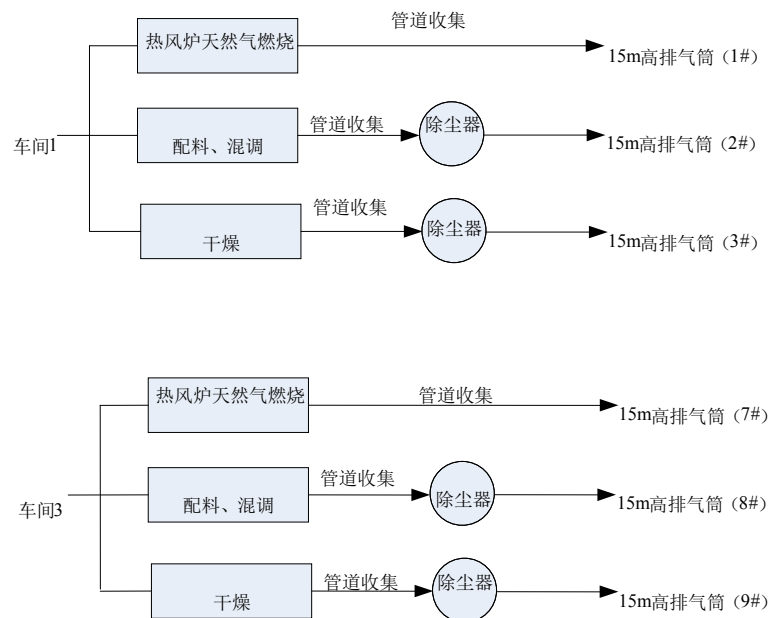 管道收集
热风炉天然气燃烧
15m高排气筒（1#）
管道收集
除尘器
车间1
配料、混调
15m高排气筒（2#）
管道收集
除尘器
干燥
15m高排气筒（3#）
热风炉天然气燃烧
管道收集
15m高排气筒（7#）
管道收集
车间3
配料、混调
除尘器
15m高排气筒（8#）
管道收集
除尘器
干燥
15m高排气筒（9#）